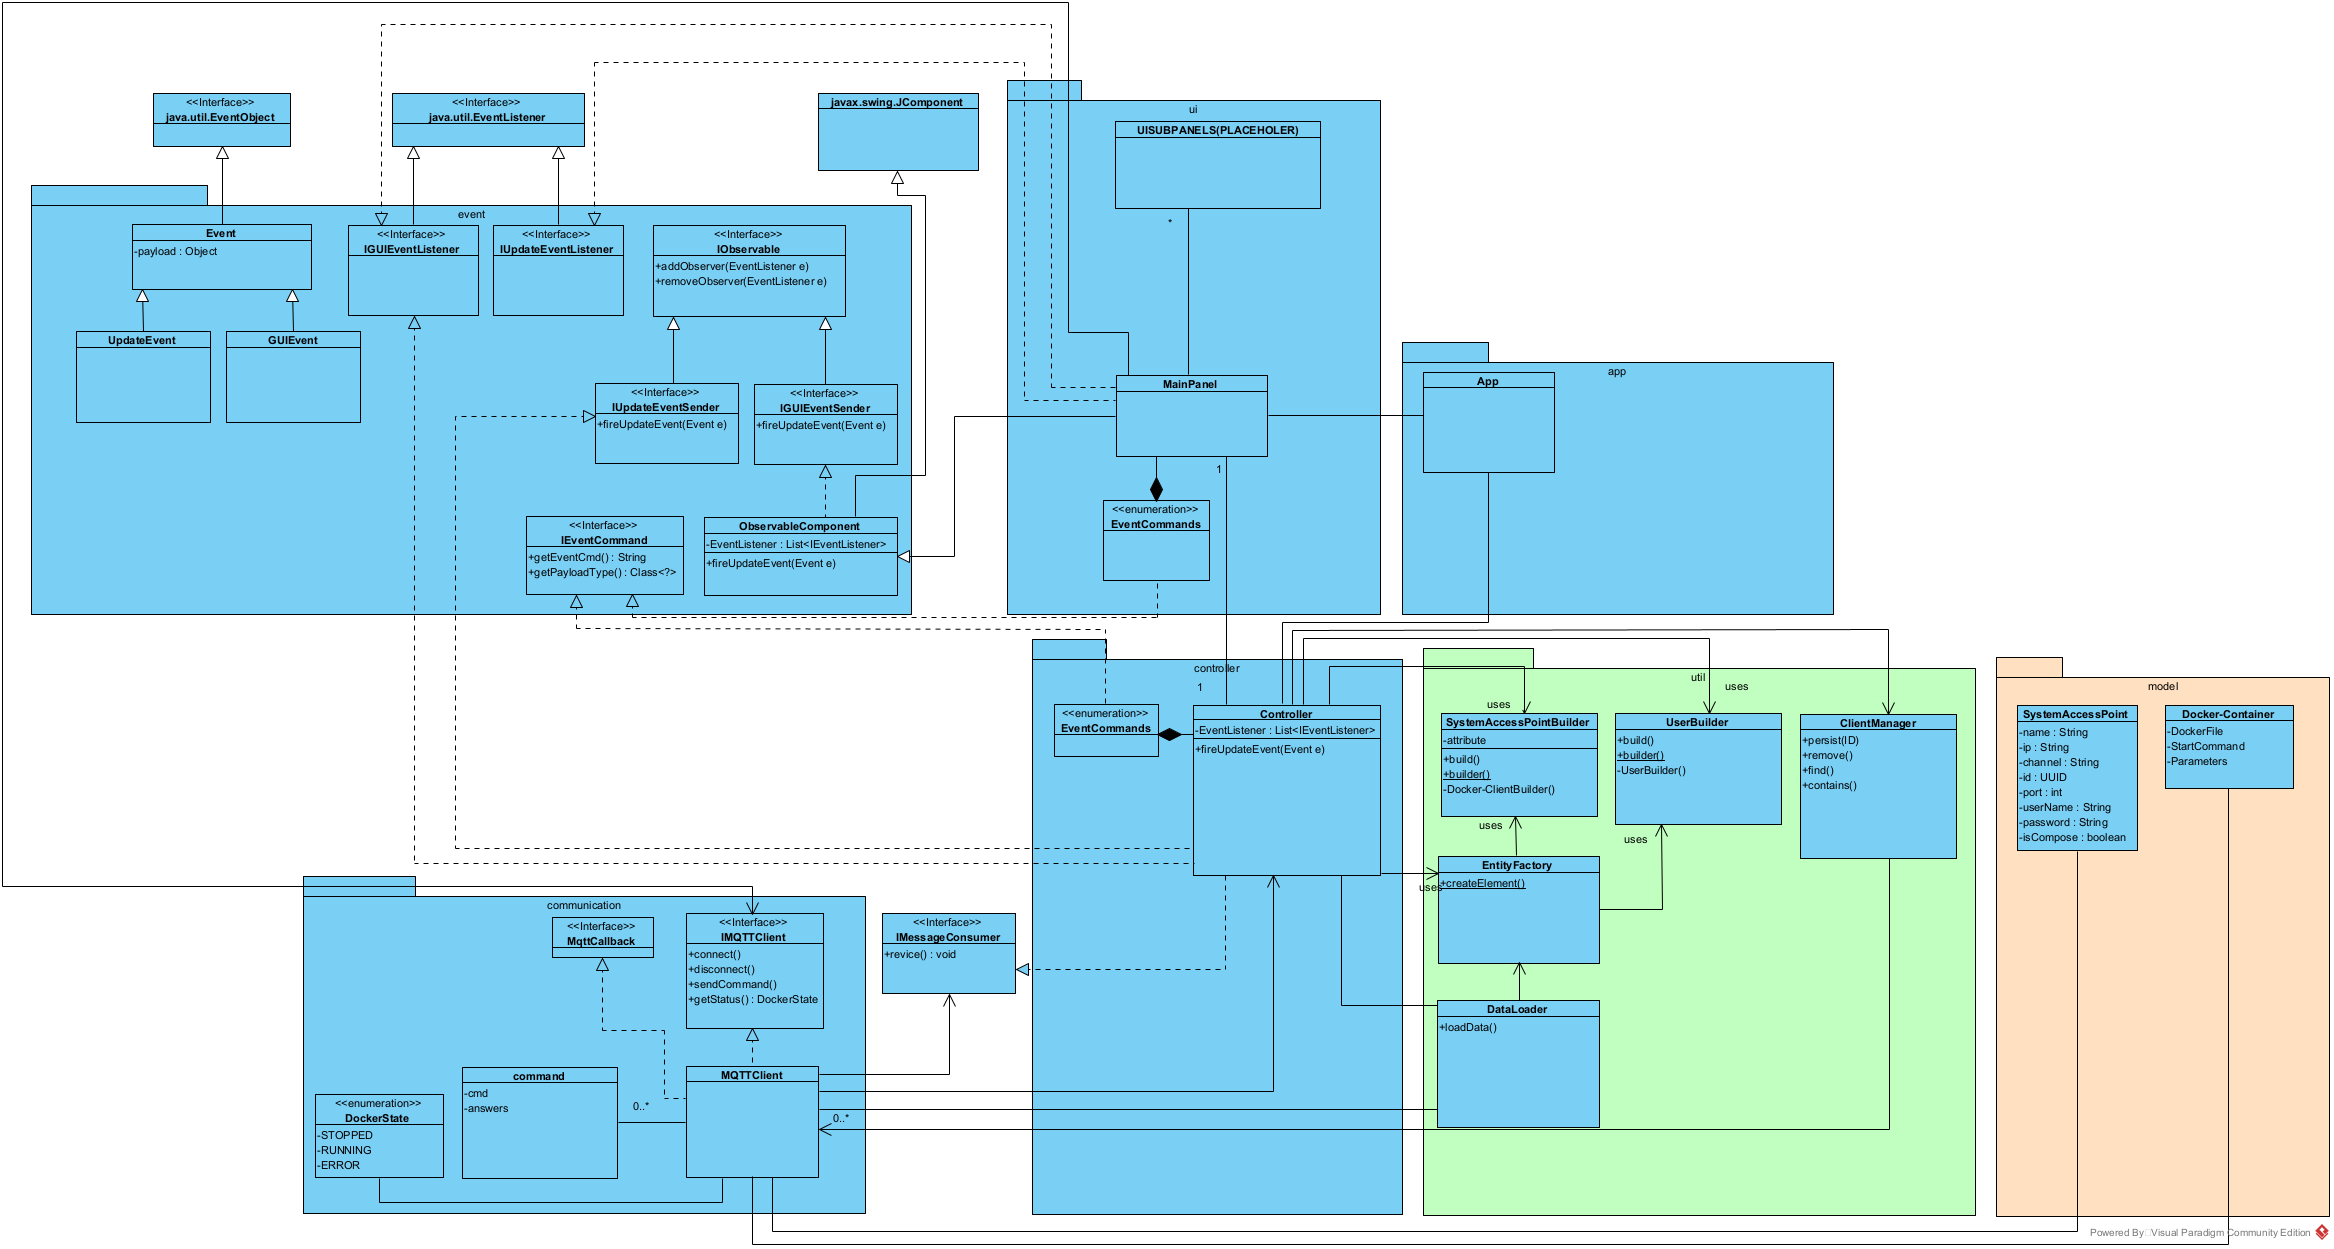 <<Interface>>
java.util.EventObject
<<Interface>>
java.util.EventListener
javax.swing.JComponent
ui
UISUBPANELS(PLACEHOLER)
*
event
Event
-payload : Object
<<Interface>>
IGUIEventListener
<<Interface>>
IUpdateEventListener
<<Interface>>
IObservable
+addObserver(EventListener e)
+removeObserver(EventListener e)
UpdateEvent
GUIEvent
<<Interface>>
IUpdateEventSender
+fireUpdateEvent(Event e)
<<Interface>>
IGUIEventSender
+fireUpdateEvent(Event e)
MainPanel
1
app
App
<<Interface>>
IEventCommand
+getEventCmd() : String
+getPayloadType() : Class<?>
ObservableComponent
-EventListener : List<IEventListener>
+fireUpdateEvent(Event e)
<<enumeration>>
EventCommands
controller
1
<<enumeration>>
EventCommands
Controller
-EventListener : List<IEventListener>
+fireUpdateEvent(Event e)
util
uses
uses
SystemAccessPointBuilder
-attribute
+build()
+builder()
-Docker-ClientBuilder()
UserBuilder
+build()
+builder()
-UserBuilder()
ClientManager
+persist(ID)
+remove()
+find()
+contains()
uses
uses
uses
EntityFactory
+createElement()
DataLoader
+loadData()
model
SystemAccessPoint
-name : String
-ip : String
-channel : String
-id : UUID
-port : int
-userName : String
-password : String
-isCompose : boolean
Docker-Container
-DockerFile
-StartCommand
-Parameters
communication
<<Interface>>
MqttCallback
<<Interface>>
IMQTTClient
+connect()
+disconnect()
+sendCommand()
+getStatus() : DockerState
<<Interface>>
IMessageConsumer
+revice() : void
<<enumeration>>
DockerState
-STOPPED
-RUNNING
-ERROR
command
-cmd
-answers
0..*
MQTTClient
0..*
Powered By Visual Paradigm Community Edition